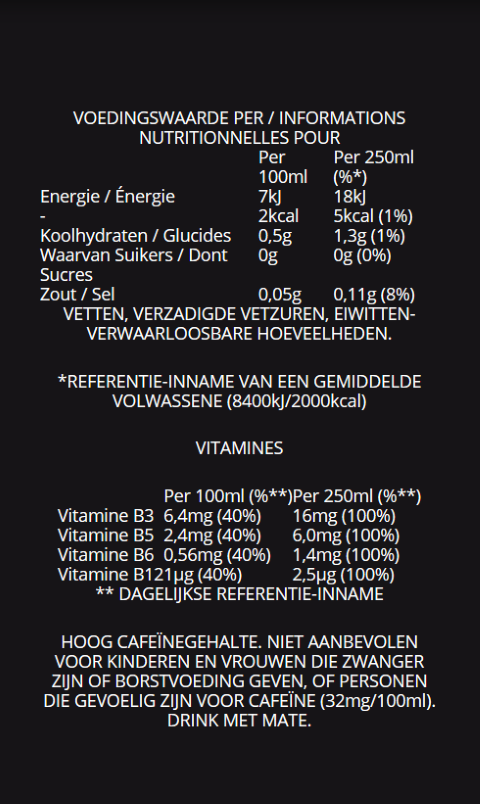 VOEDINGSWAARDE PER / INFORMATIONS
NUTRITIONNELLES POUR
Per 100ml Per 250ml (%*)
Energie / Énergie 7kJ 18kJ
- 2kcal 5kcal (1%)
Koolhydraten / Glucides 0,5g 1,3g (1%)
Waarvan Suikers / Dont Sucres 0g 0g (0%)
Zout / Sel 0,05g 0,11g (8%)
VETTEN, VERZADIGDE VETZUREN, EIWITTEN-
VERWAARLOOSBARE HOEVEELHEDEN.
*REFERENTIE-INNAME VAN EEN GEMIDDELDE
VOLWASSENE (8400kJ/2000kcal)
VITAMINES
Per 100ml (%**)Per 250ml (%**)
Vitamine B3 6,4mg (40%) 16mg (100%)
Vitamine B5 2,4mg (40%) 6,0mg (100%)
Vitamine B6 0,56mg (40%) 1,4mg (100%)
Vitamine B121µg (40%) 2,5µg (100%)
** DAGELIJKSE REFERENTIE-INNAME
HOOG CAFEÏNEGEHALTE. NIET AANBEVOLEN
VOOR KINDEREN EN VROUWEN DIE ZWANGER
ZIJN OF BORSTVOEDING GEVEN, OF PERSONEN
DIE GEVOELIG ZIJN VOOR CAFEÏNE (32mg/100ml).
DRINK MET MATE.